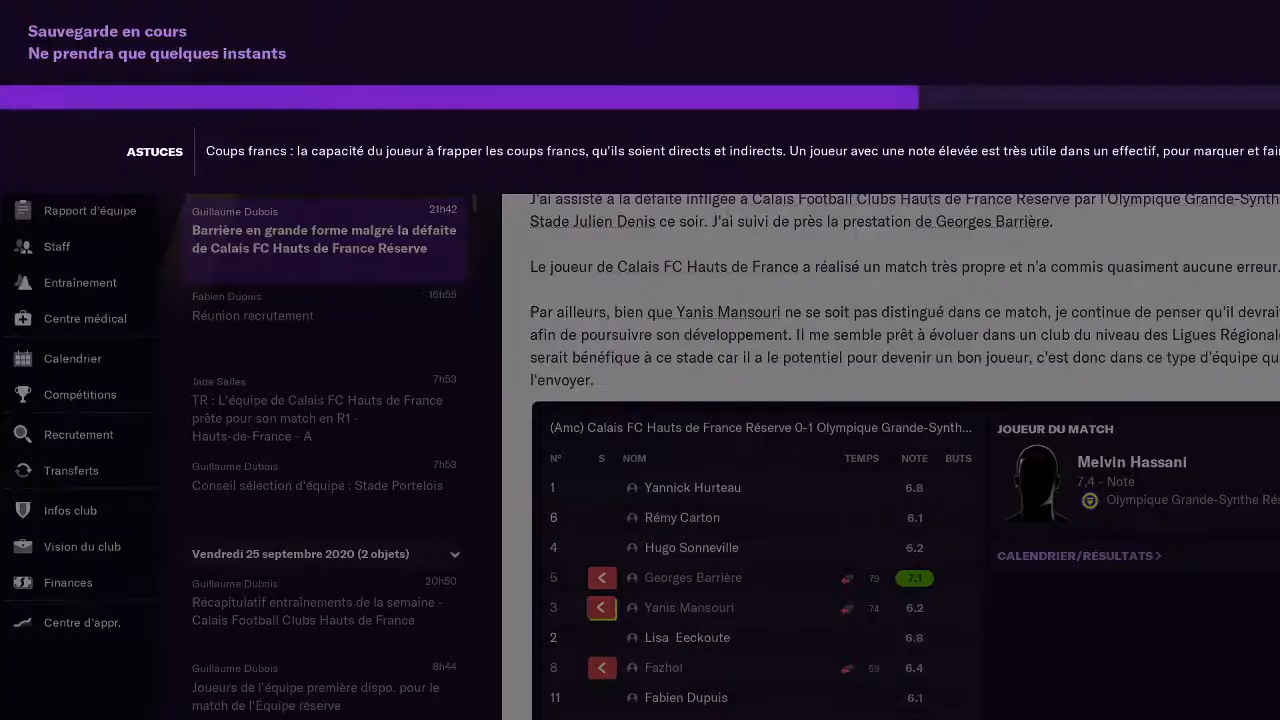 Sauvegarde en cours
Ne prendra que quelques instants
ASTUCES
Coups francs : la capacité du joueur à frapper les coups francs, qu'ils soient directs et indirects. Un joueur avec une note élevée est très utile dans un effectif, pour marquer et fai
Rapport d'équipe
Staff
Entraînement
Centre médical
Calendrier
Compétitions
Recrutement
Transferts
Infos club
Vision du club
Finances
Centre d'appr.
Guillaume Dubois 21h42
Barrière en grande forme malgré la défaite
de Calais FC Hauts de France Réserve
Fabien Dupuis 16h55
Réunion recrutement
Jade Salles 7h53
TR : L'équipe de Calais FC Hauts de France
prête pour son match en R1 -
Hauts-de-France - A
Guillaume Dubois 7h53
Conseil sélection d'équipe : Stade Portelois
Vendredi 25 septembre 2020 (2 objets)
Guillaume Dubois 20h50
Récapitulatif entraînements de la semaine -
Calais Football Clubs Hauts de France
Guillaume Dubois 8h44
Joueurs de l'équipe première dispo. pour le
match de l'Équipe réserve
J'ai assisté à la défaite infligée à Calais Football Clubs Hauts de France Réserve par l'Olympique Grande-Synth
Stade Julien Denis ce soir. J'ai suivi de près la prestation de Georges Barrière.
Le joueur de Calais FC Hauts de France a réalisé un match très propre et n'a commis quasiment aucune erreur.
Par ailleurs, bien que Yanis Mansouri ne se soit pas distingué dans ce match, je continue de penser qu'il devrai
afin de poursuivre son développement. Il me semble prêt à évoluer dans un club du niveau des Ligues Régional
serait bénéfique à ce stade car il a le potentiel pour devenir un bon joueur, c'est donc dans ce type d'équipe qu
l'envoyer.
(Amc) Calais FC Hauts de France Réserve 0-1 Olympique Grande-Synth...
N° S NOM TEMPS NOTE BUTS
1 Yannick Hurteau 6.8
6 Rémy Carton 6.1
4 Hugo Sonneville 6.2
5 Georges Barrière 79 7.1
3 Yanis Mansouri 74 6.2
2 Lisa Eeckoute 6.8
8 Fazhol 59 6.4
11 Fabien Dupuis 6.1
JOUEUR DU MATCH
Melvin Hassani
7,4 - Note
Olympique Grande-Synthe Rés
CALENDRIER/RÉSULTATS >